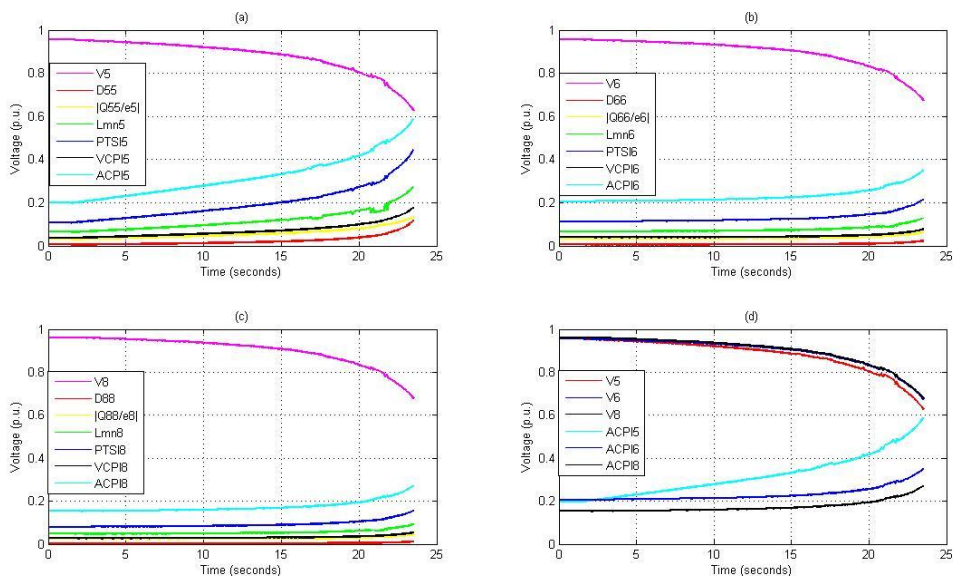 (a)
1
0.8
0.6
0.4
0.2
0
Voltage (p.u.)
V5
D55
|Q55/e5|
Lmn5
PTSI5
VCPI5
ACPI5
0 5 10 15 20 25
Time (seconds)
(b)
1
0.8
0.6
0.4
0.2
0
Voltage (p.u.)
V6
D66
|Q66/e6|
Lmn6
PTSI6
VCPI6
ACPI6
0 5 10 15 20 25
Time (seconds)
(c)
1
0.8
0.6
0.4
0.2
0
Voltage (p.u.)
V8
D88
|Q88/e8|
Lmn8
PTSI8
VCPI8
ACPI8
0 5 10 15 20 25
Time (seconds)
(d)
1
0.8
0.6
0.4
0.2
0
Voltage (p.u.)
V5
V6
V8
ACPI5
ACPI6
ACPI8
0 5 10 15 20 25
Time (seconds)